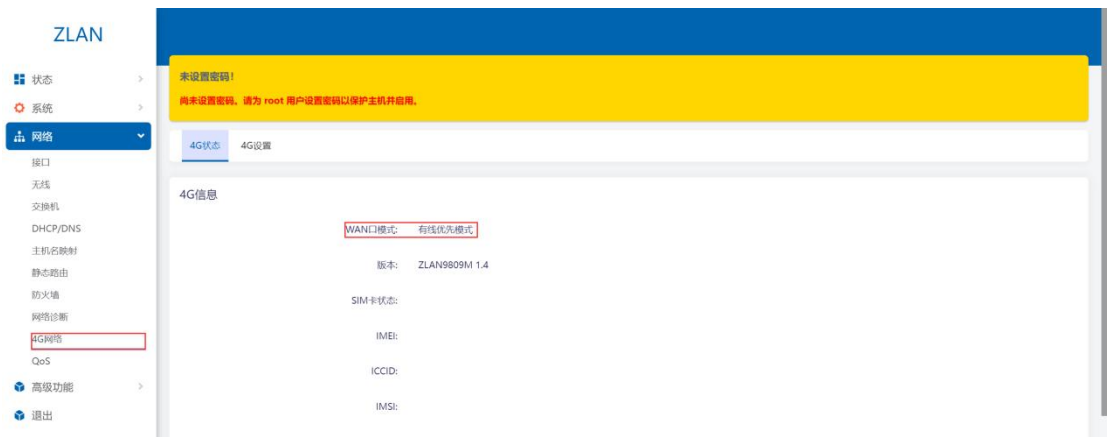 ZLAN
状态
系统
网络
接口
无线
交换机
DHCP/DNS
主机名映射
静态路由
防火墙
网络诊断
4G网络
QoS
高级功能
退出
未设置密码！
尚未设置密码。请为 root 用户设置密码以保护主机并启用。
4G状态 4G设置
4G信息
WAN口模式: 有线优先模式
版本: ZLAN9809M 1.4
SIM卡状态:
IMEI:
ICCID:
IMSI: